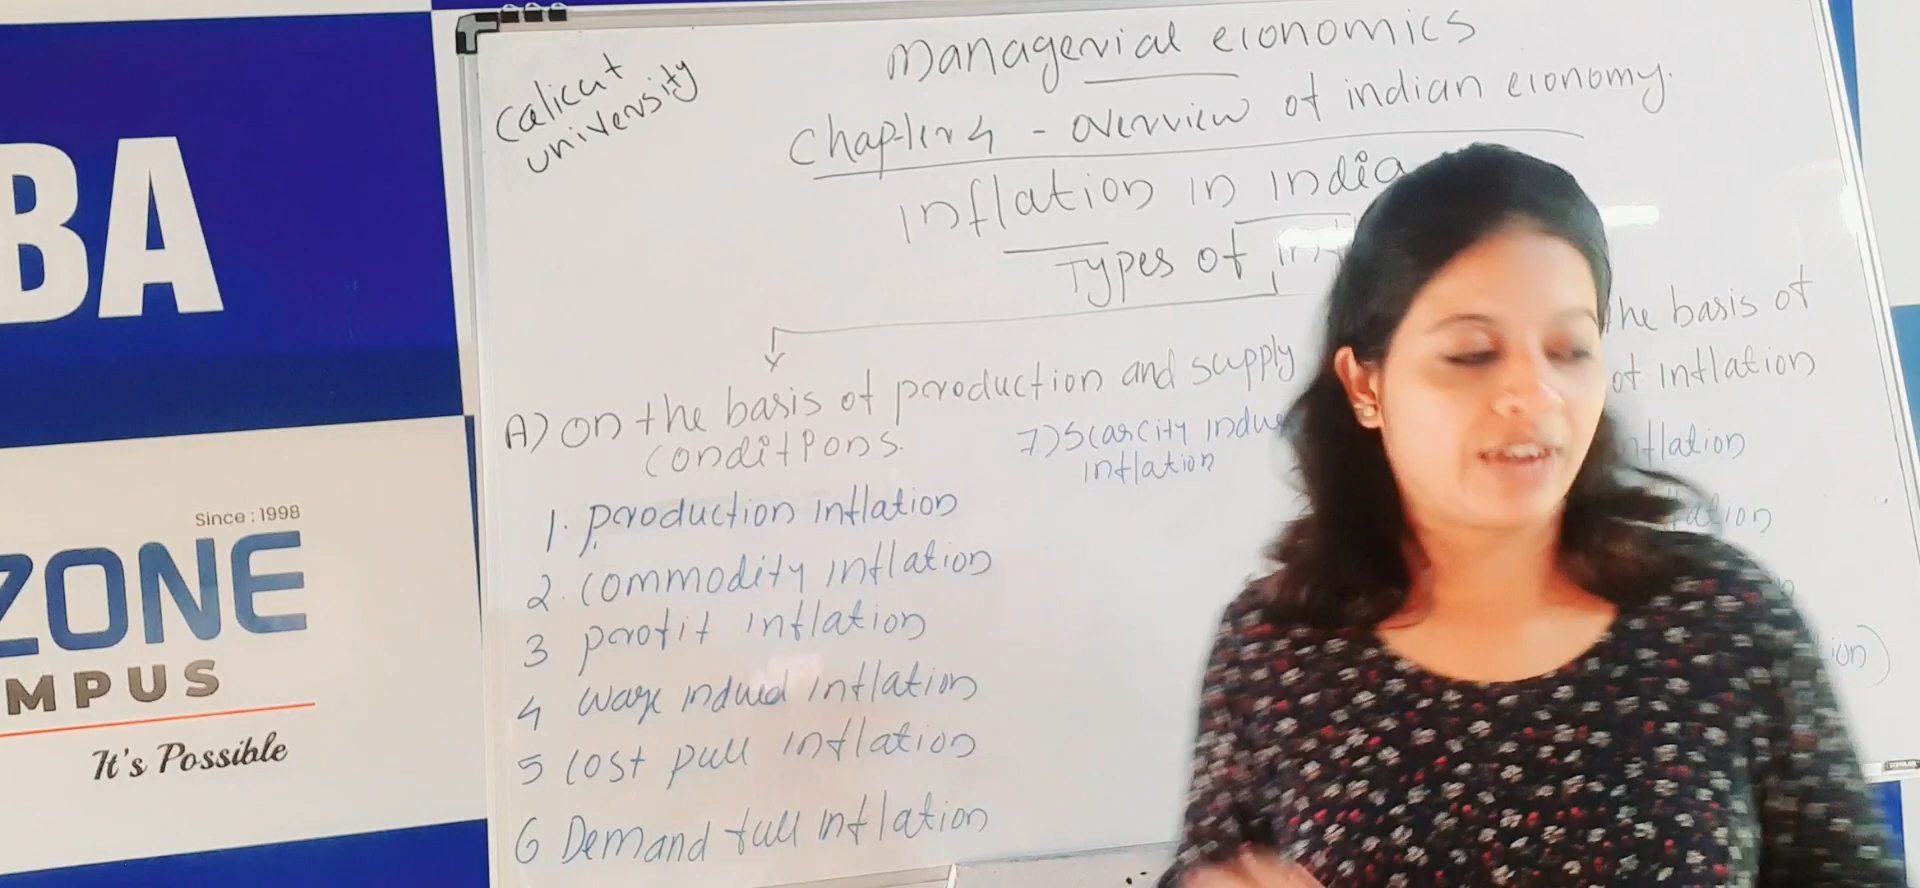 BA
Since : 1998
ZONE
MPUS
It's Possible
Calicut
university
Managerial economics
Chapter 4 - overview of indian economy.
Inflation in india
Types of
A) on the basis of production and supply
conditions.
1. Production inflation
2. Commodity inflation
3 profit inflation
4 wage induced inflation
5 Cost pull inflation
6 Demand full inflation
7) Scarcity
inflation
the basis of
of inflation
inflation